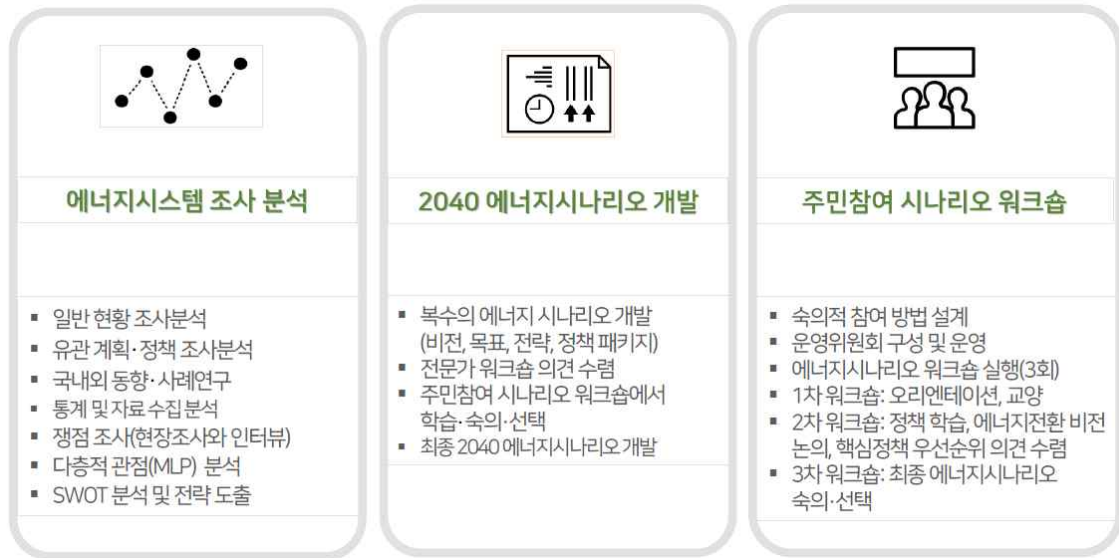 에너지시스템 조사 분석
▪ 일반 현황 조사분석
▪ 유관 계획·정책 조사분석
▪ 국내외 동향·사례연구
▪ 통계 및 자료 수집 분석
▪ 쟁점 조사(현장조사와 인터뷰)
▪ 다층적 관점(MLP) 분석
▪ SWOT 분석 및 전략 도출
2040 에너지시나리오 개발
▪ 복수의 에너지 시나리오 개발
(비전, 목표, 전략, 정책 패키지)
▪ 전문가 워크숍 의견 수렴
▪ 주민참여 시나리오 워크숍에서
학습·숙의·선택
▪ 최종 2040 에너지시나리오 개발
주민참여 시나리오 워크숍
▪ 숙의적 참여 방법 설계
▪ 운영위원회 구성 및 운영
▪ 에너지시나리오 워크숍 실행(3회)
▪ 1차 워크숍: 오리엔테이션, 교양
▪ 2차 워크숍: 정책 학습, 에너지전환 비전
논의, 핵심정책 우선순위 의견 수렴
▪ 3차 워크숍: 최종 에너지시나리오
숙의·선택